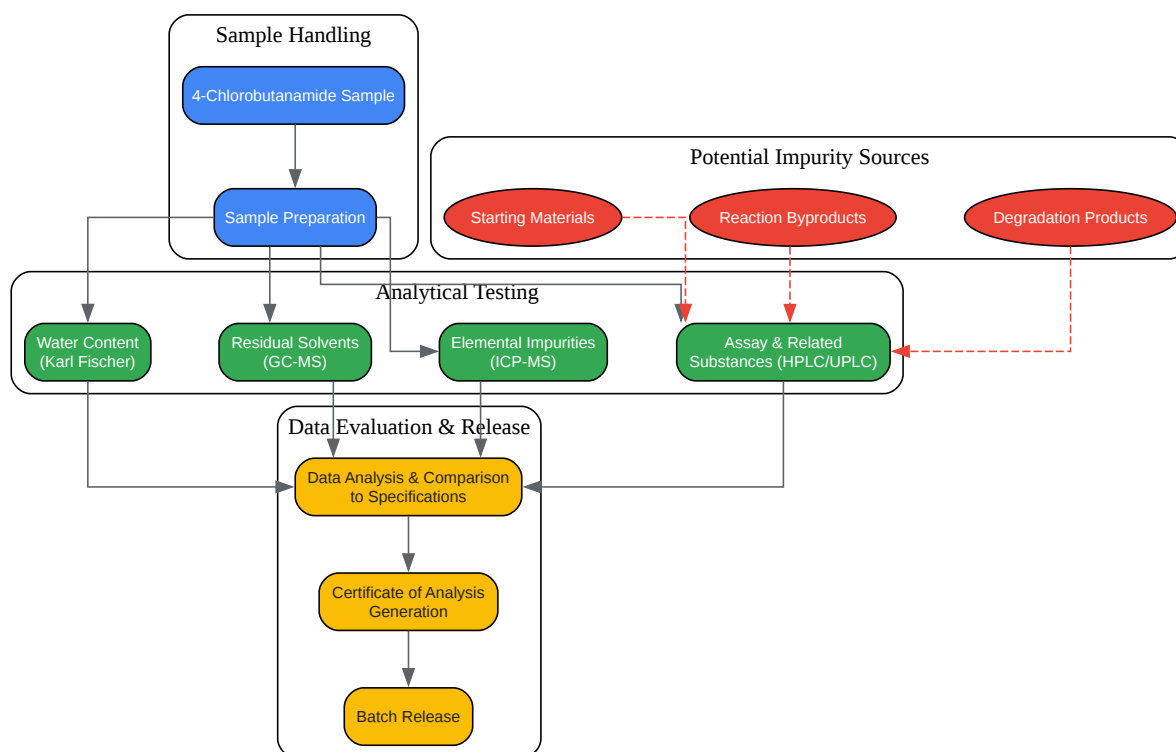 Sample Handling
4-Chlorobutanamide Sample
Potential Impurity Sources
Sample Preparation
Starting Materials
Reaction Byproducts
Degradation Products
Analytical Testing
Water Content
(Karl Fischer)
Residual Solvents
(GC-MS)
Elemental Impurities
(ICP-MS)
Assay & Related
Substances (HPLC/UPLC)
Data Evaluation & Release
Data Analysis & Comparison
to Specifications
Certificate of Analysis
Generation
Batch Release